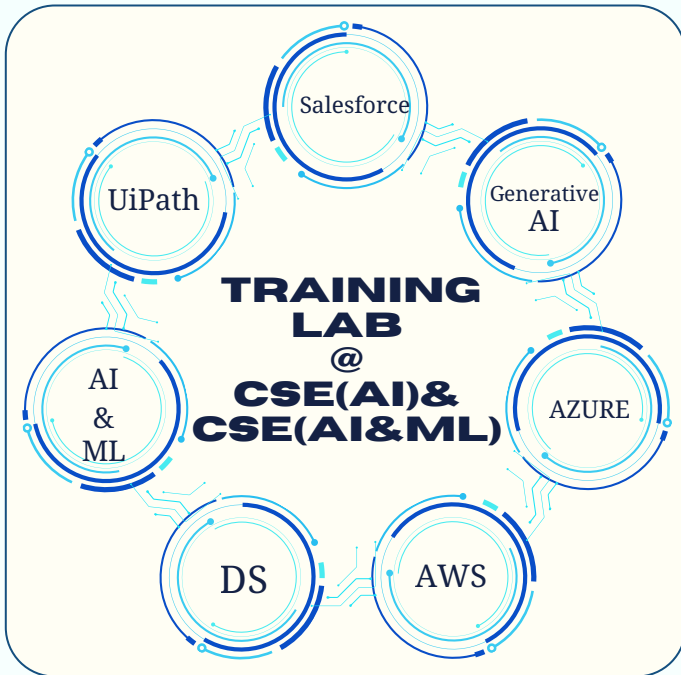 Salesforce
Generative
AI
AZURE
AWS
DS
AI
&
ML
UiPath
TRAINING
LAB
@
CSE(AI)&
CSE(AI&ML)